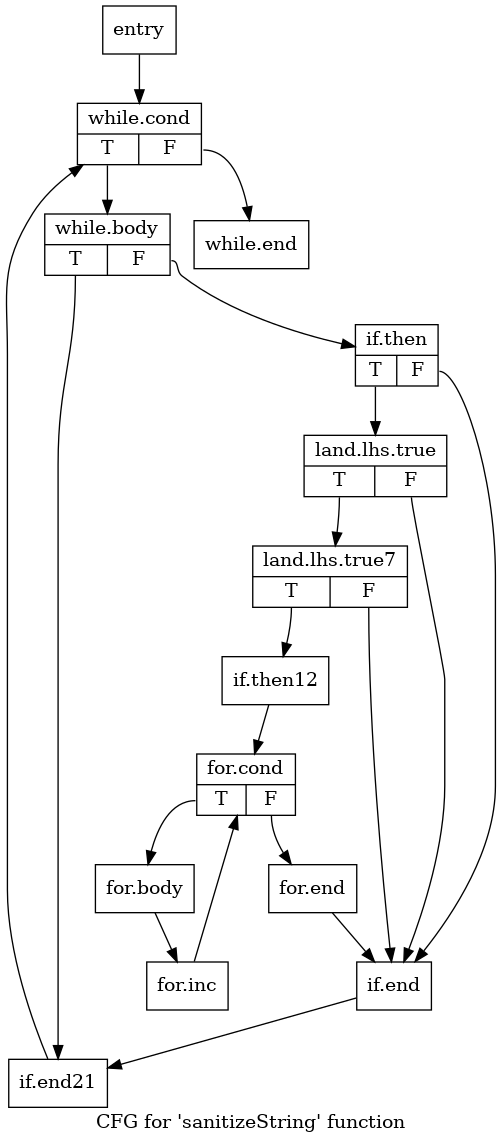 entry
while.cond
T F
while.end
while.body
T F
if.then
T F
land.lhs.true
T F
land.lhs.true7
T F
if.then12
for.cond
T F
for.body
for.end
for.inc
if.end
if.end21
CFG for 'sanitizeString' function